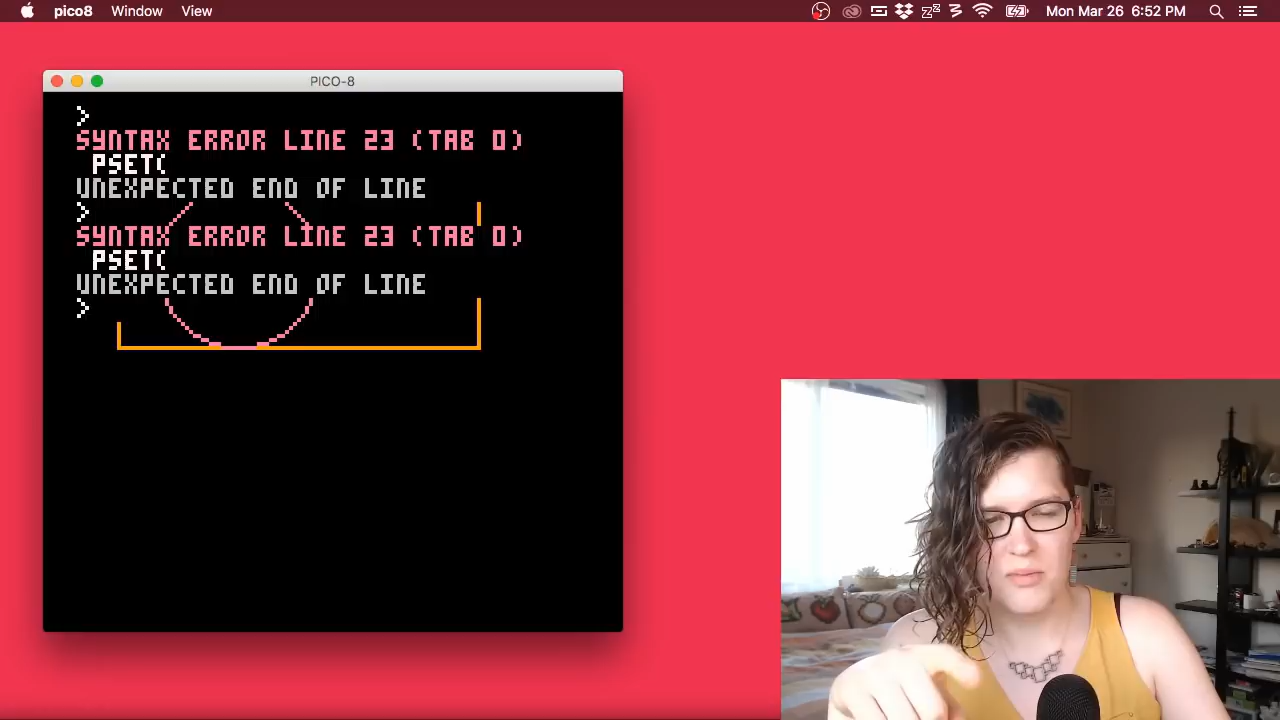 pico8 Window View Mon Mar 26 6:52 PM
PICO-8
>
SYNTAX ERROR LINE 23 (TAB 0)
PSET(
UNEXPECTED END OF LINE
>
SYNTAX ERROR LINE 23 (TAB 0)
PSET(
UNEXPECTED END OF LINE
>